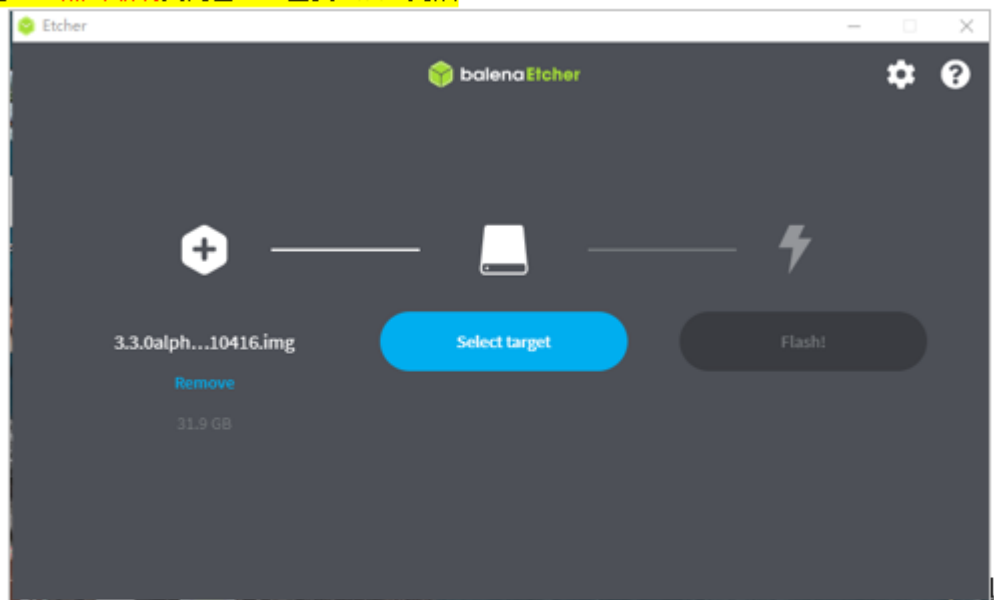 Etcher
balenaEtcher
3.3.0alph...10416.img
Select target
Flash!
Remove
31.9 GB